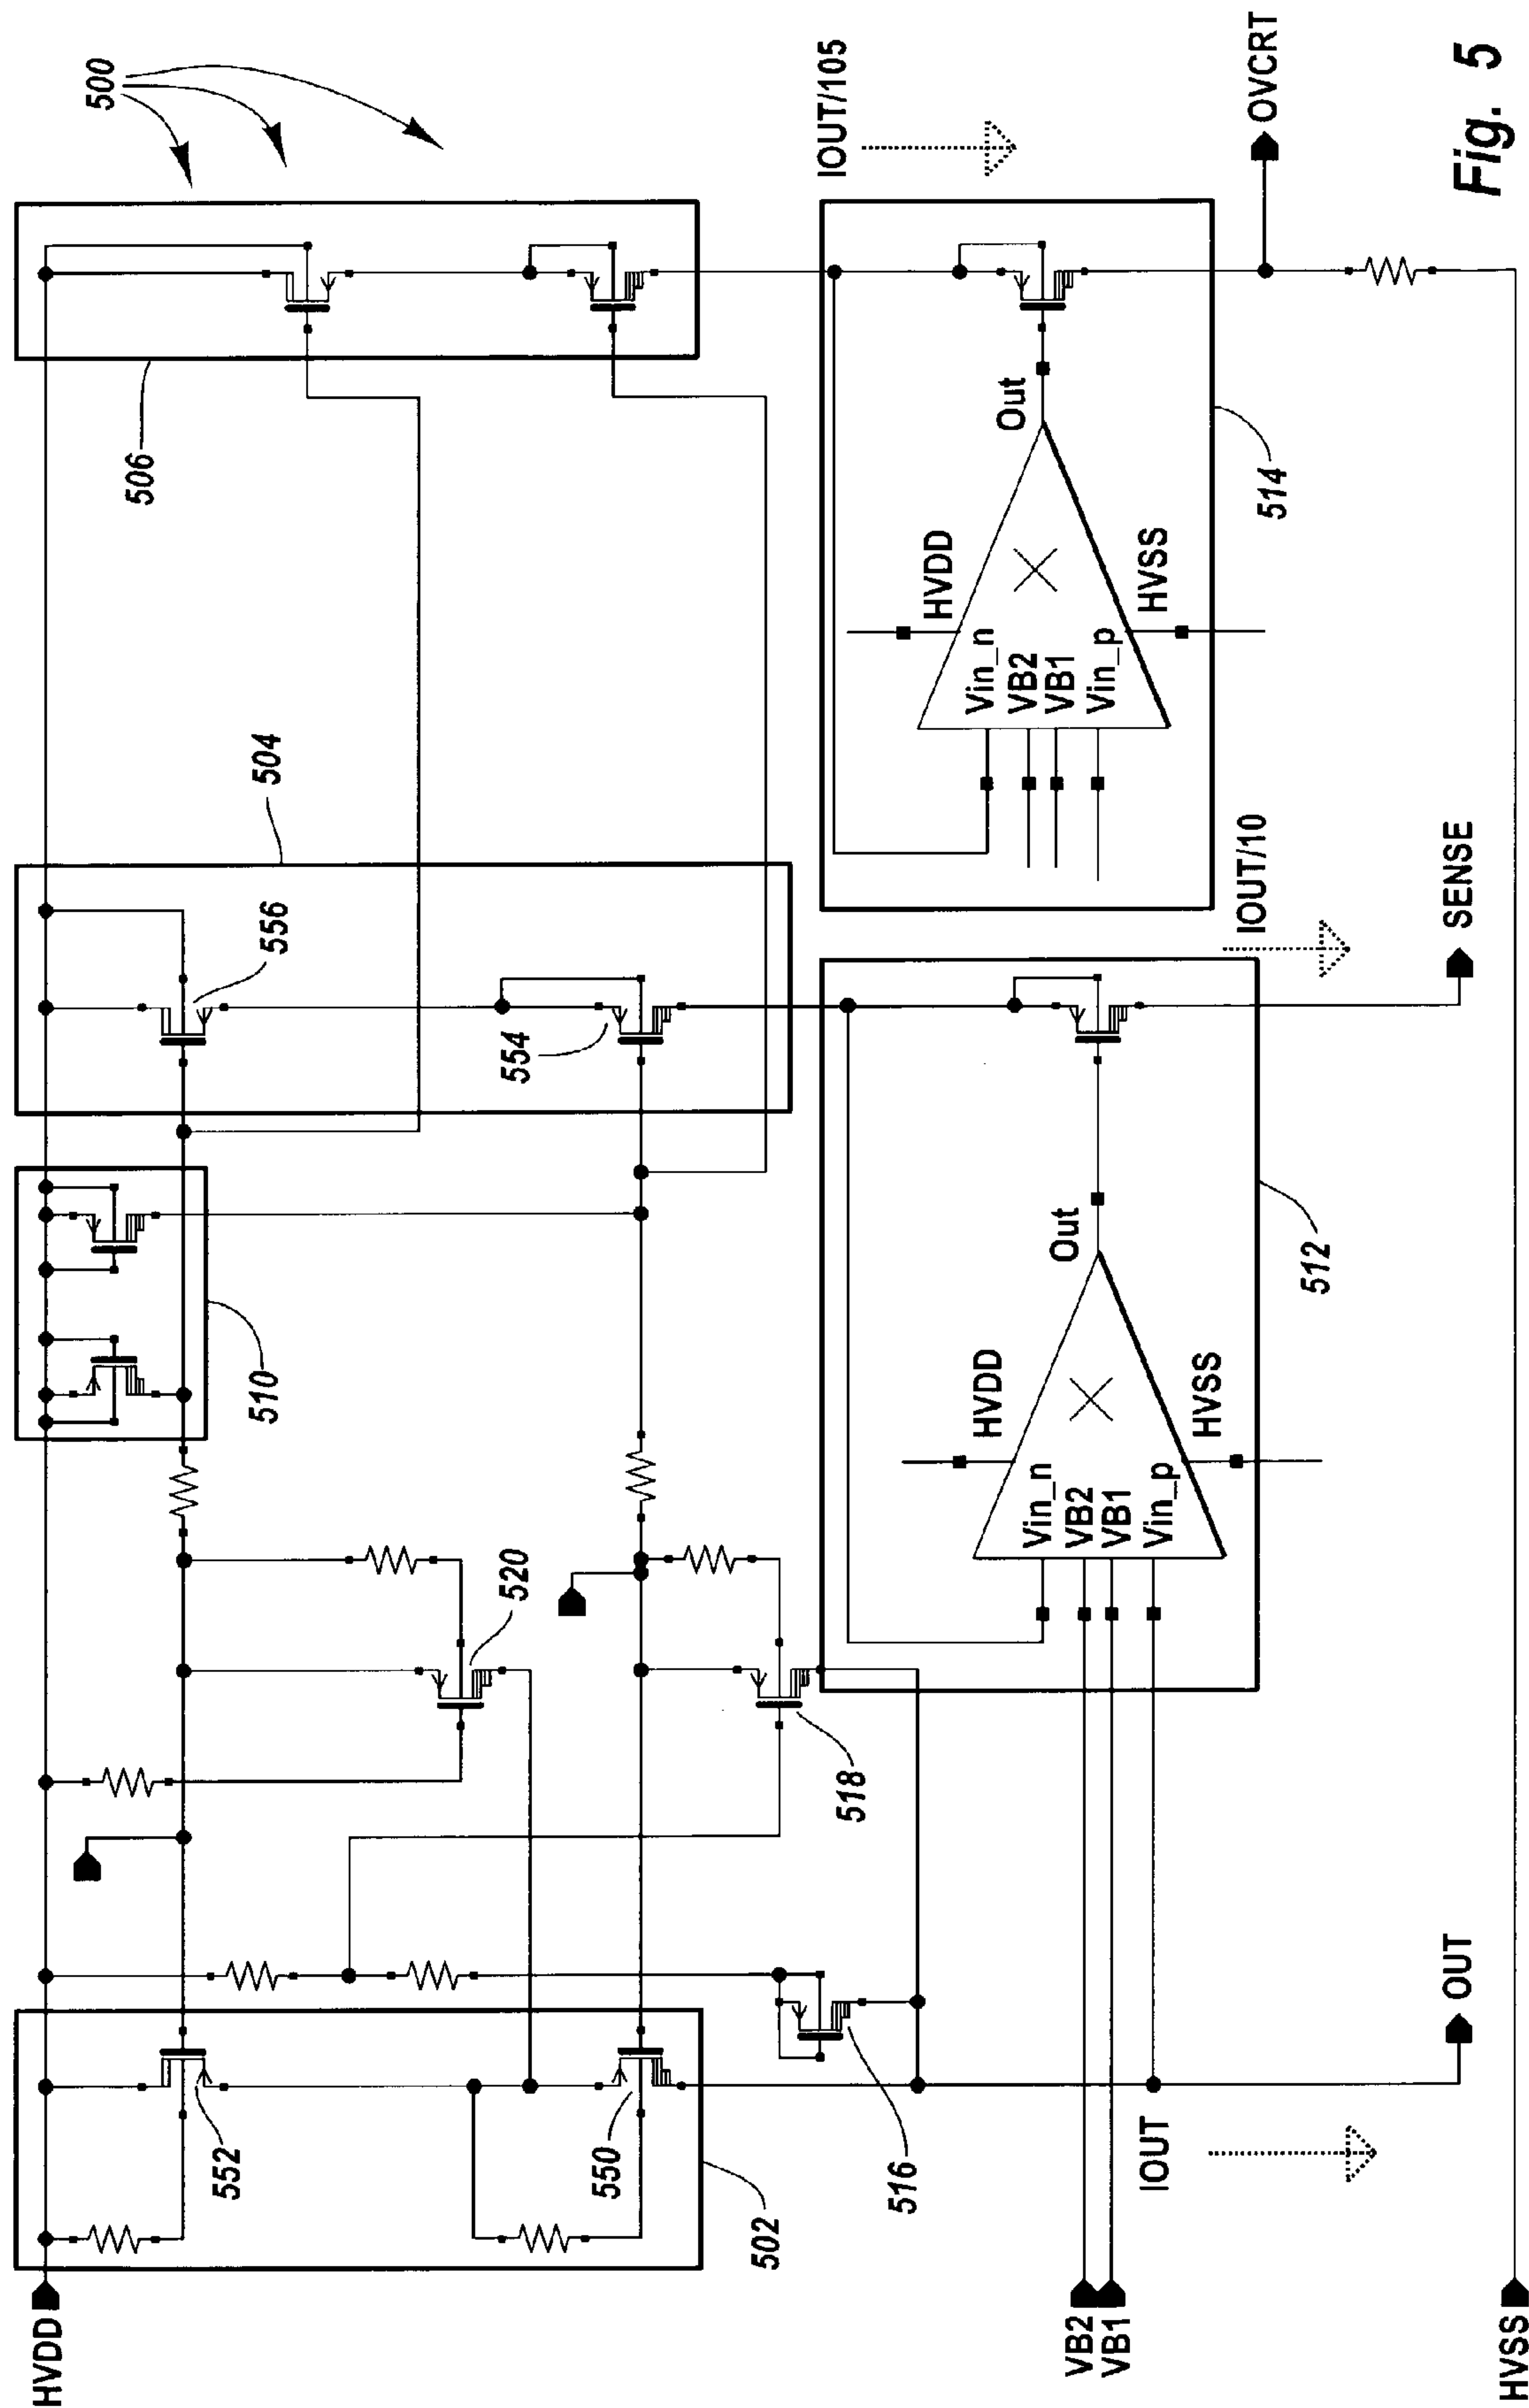 500
HVDD
506
504
556
554
510
520
552
550
502
516
518
IOUT/105
Out
HVDD
Vin_n
VB2
VB1
Vin_p
HVSS
514
OVCRT
IOUT/10
Out
HVDD
Vin_n
VB2
VB1
Vin_p
HVSS
512
SENSE
VB2
VB1
IOUT
OUT
HVSS
Fig. 5